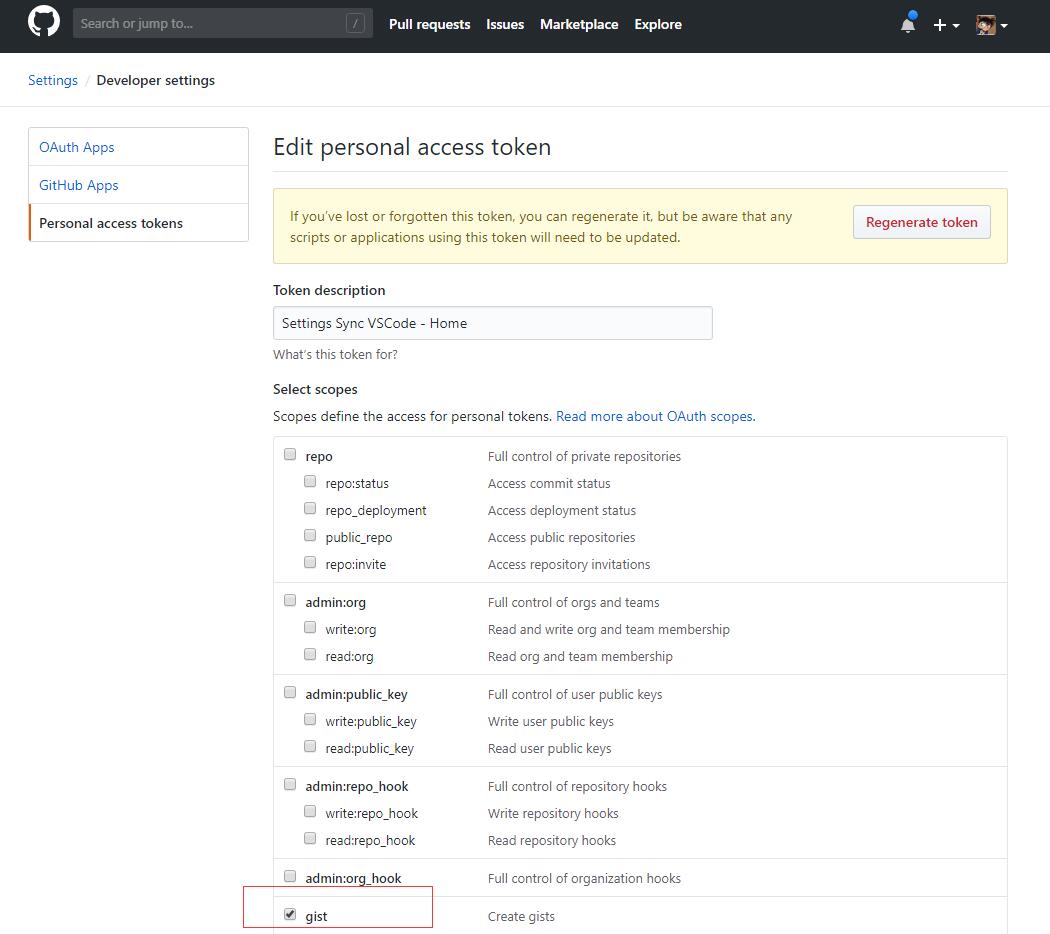 Search or jump to... / Pull requests Issues Marketplace Explore
Settings / Developer settings
OAuth Apps
GitHub Apps
Personal access tokens
Edit personal access token
If you've lost or forgotten this token, you can regenerate it, but be aware that any
scripts or applications using this token will need to be updated.
Regenerate token
Token description
Settings Sync VSCode - Home
What's this token for?
Select scopes
Scopes define the access for personal tokens. Read more about OAuth scopes.
repo Full control of private repositories
repo:status Access commit status
repo_deployment Access deployment status
public_repo Access public repositories
repo:invite Access repository invitations
admin:org Full control of orgs and teams
write:org Read and write org and team membership
read:org Read org and team membership
admin:public_key Full control of user public keys
write:public_key Write user public keys
read:public_key Read user public keys
admin:repo_hook Full control of repository hooks
write:repo_hook Write repository hooks
read:repo_hook Read repository hooks
admin:org_hook Full control of organization hooks
gist Create gists